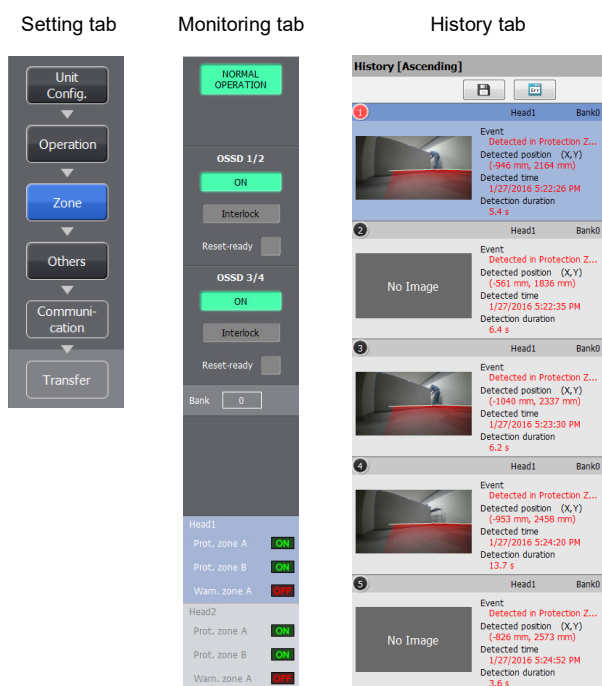 Setting tab
Monitoring tab
History tab
Unit
Config.
Operation
Zone
Others
Communi-
cation
Transfer
NORMAL
OPERATION
OSSD 1/2
ON
Interlock
Reset-ready
OSSD 3/4
ON
Interlock
Reset-ready
Bank 0
Head1
Prot. zone A ON
Prot. zone B ON
Warn. zone A OFF
Head2
Prot. zone A ON
Prot. zone B ON
Warn. zone A OFF
History [Ascending]
1 Head1 Bank0
Event
Detected in Protection Z...
Detected position (X,Y)
(-946 mm, 2164 mm)
Detected time
1/27/2016 5:22:26 PM
Detection duration
5.4 s
2 Head1 Bank0
No Image
Event
Detected in Protection Z...
Detected position (X,Y)
(-561 mm, 1836 mm)
Detected time
1/27/2016 5:22:35 PM
Detection duration
6.4 s
3 Head1 Bank0
Event
Detected in Protection Z...
Detected position (X,Y)
(-1040 mm, 2337 mm)
Detected time
1/27/2016 5:23:30 PM
Detection duration
6.2 s
4 Head1 Bank0
Event
Detected in Protection Z...
Detected position (X,Y)
(-953 mm, 2458 mm)
Detected time
1/27/2016 5:24:20 PM
Detection duration
13.7 s
5 Head1 Bank0
No Image
Event
Detected in Protection Z...
Detected position (X,Y)
(-826 mm, 2573 mm)
Detected time
1/27/2016 5:24:52 PM
Detection duration
3.6 s